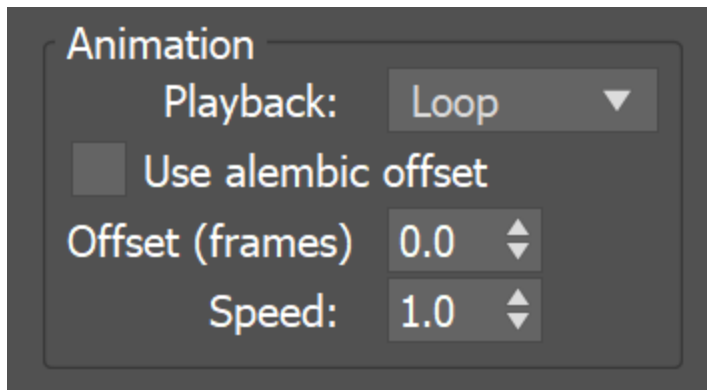 Animation
Playback: Loop
Use alembic offset
Offset (frames) 0.0
Speed: 1.0